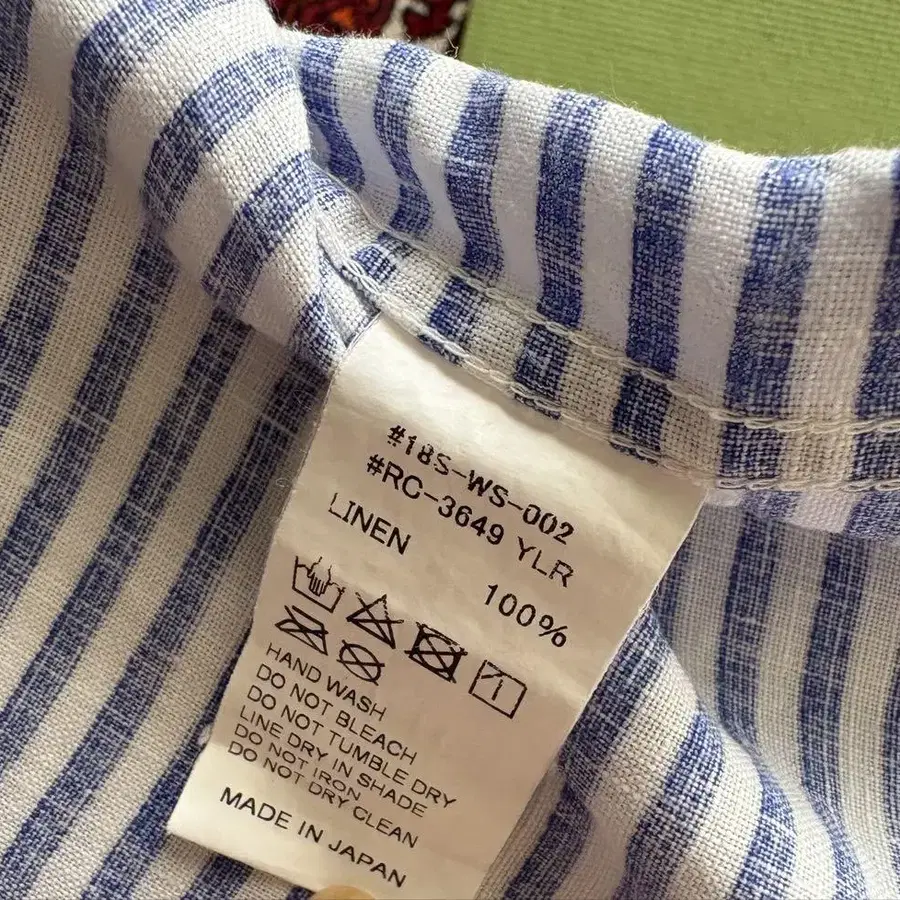 #18S-WS-002
#RC-3649 YLR
LINEN 100%
HAND WASH
DO NOT BLEACH
DO NOT TUMBLE DRY
LINE DRY IN SHADE
DO NOT IRON
DO NOT DRY CLEAN
MADE IN JAPAN